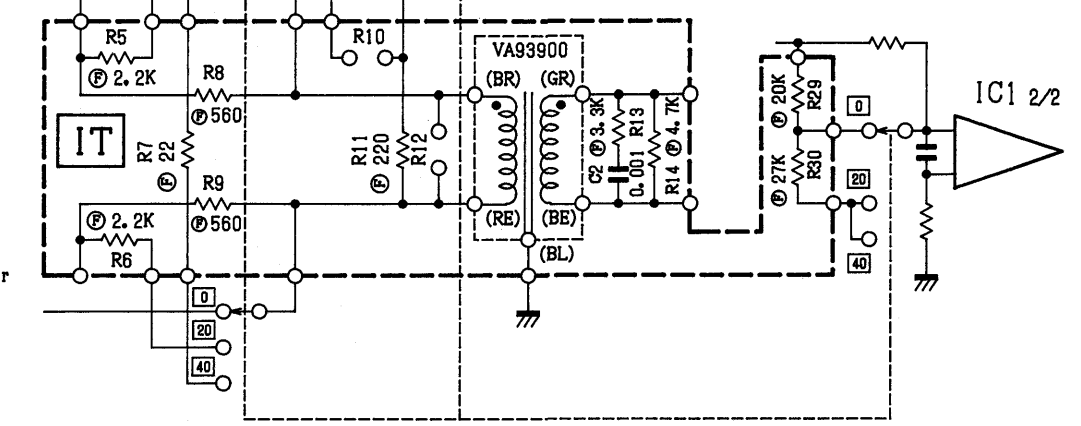 R5
Ⓕ 2.2K
R8
Ⓕ 560
R10
VA93900
(BR) (GR)
IT
R7
22
Ⓕ
R11
220
Ⓕ
R12
R9
Ⓕ 560
Ⓕ 2.2K
R6
(RE) (BE)
(BL)
C2
0.001
Ⓕ 3.3K
R13
R14
Ⓕ 4.7K
Ⓕ 20K
R29
Ⓕ 27K
R30
0
20
40
IC1 2/2
r
0
20
40